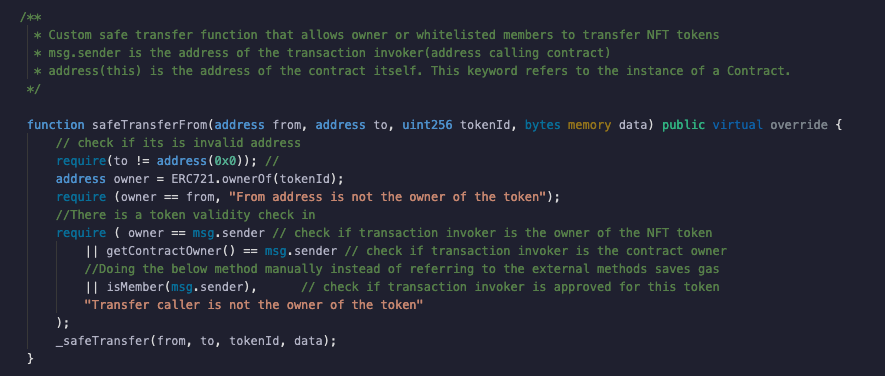 /**
* Custom safe transfer function that allows owner or whitelisted members to transfer NFT tokens
* msg.sender is the address of the transaction invoker(address calling contract)
* address(this) is the address of the contract itself. This keyword refers to the instance of a Contract.
*/
function safeTransferFrom(address from, address to, uint256 tokenId, bytes memory data) public virtual override {
// check if its is invalid address
require(to != address(0x0)); //
address owner = ERC721.ownerOf(tokenId);
require (owner == from, "From address is not the owner of the token");
//There is a token validity check in
require ( owner == msg.sender // check if transaction invoker is the owner of the NFT token
|| getContractOwner() == msg.sender // check if transaction invoker is the contract owner
//Doing the below method manually instead of referring to the external methods saves gas
|| isMember(msg.sender), // check if transaction invoker is approved for this token
"Transfer caller is not the owner of the token"
);
_safeTransfer(from, to, tokenId, data);
}